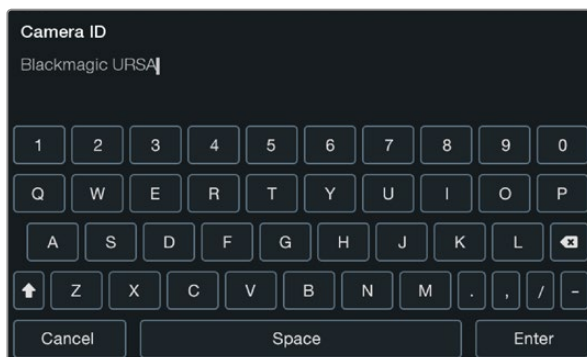 Camera ID
Blackmagic URSA
1 2 3 4 5 6 7 8 9 0
Q W E R T Y U I O P
A S D F G H J K L
Z X C V B N M . , / -
Cancel Space Enter